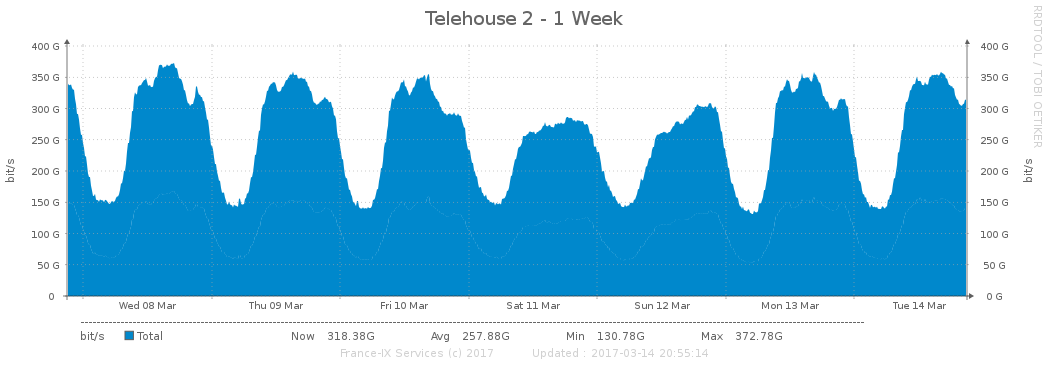 Telehouse 2 - 1 Week
RRDTOOL / TOBI OETIKER
400 G 400 G
350 G 350 G
300 G 300 G
250 G 250 G
200 G 200 G
150 G 150 G
100 G 100 G
50 G 50 G
0 0 G
bit/s bit/s
Wed 08 Mar Thu 09 Mar Fri 10 Mar Sat 11 Mar Sun 12 Mar Mon 13 Mar Tue 14 Mar
bit/s Total Now 318.38G Avg 257.88G Min 130.78G Max 372.78G
France-IX Services (c) 2017 Updated : 2017-03-14 20:55:14